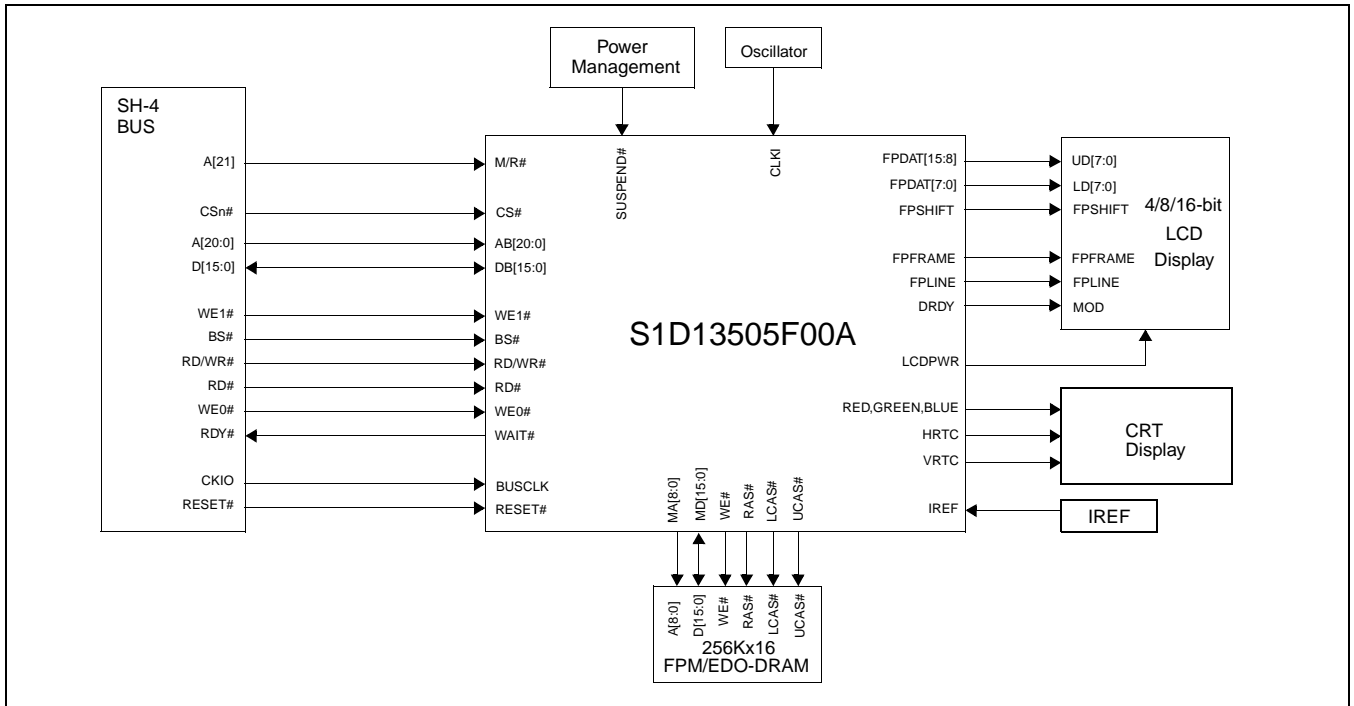 Power
Management
Oscillator
SH-4
BUS
A[21]
M/R#
SUSPEND#
CLKI
FPDAT[15:8]
UD[7:0]
FPDAT[7:0]
LD[7:0]
CSn#
CS#
FPSHIFT
FPSHIFT
4/8/16-bit
LCD
Display
A[20:0]
AB[20:0]
D[15:0]
DB[15:0]
FPFRAME
FPFRAME
FPLINE
FPLINE
DRDY
MOD
WE1#
WE1#
BS#
BS#
S1D13505F00A
RD/WR#
RD/WR#
LCDPWR
RD#
RD#
WE0#
WE0#
RED,GREEN,BLUE
RDY#
WAIT#
HRTC
CRT
Display
VRTC
CKIO
BUSCLK
RESET#
RESET#
MA[8:0]
MD[15:0]
WE#
RAS#
LCAS#
UCAS#
IREF
IREF
A[8:0]
D[15:0]
WE#
RAS#
LCAS#
UCAS#
256Kx16
FPM/EDO-DRAM